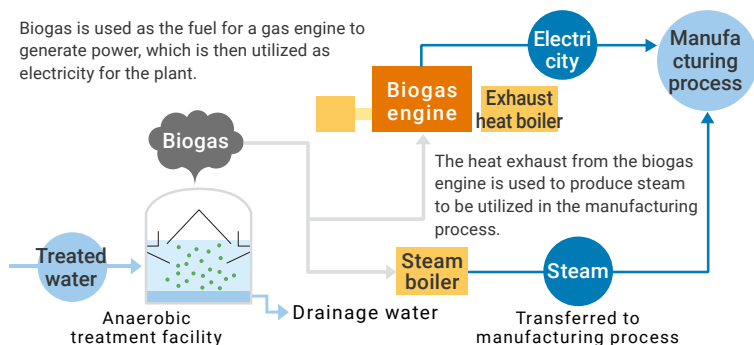 Biogas is used as the fuel for a gas engine to
generate power, which is then utilized as
electricity for the plant.
Electri
city
Manufa
cturing
process
Biogas
engine
Exhaust
heat boiler
Biogas
The heat exhaust from the biogas
engine is used to produce steam
to be utilized in the manufacturing
process.
Treated
water
Steam
boiler
Steam
Drainage water
Anaerobic
treatment facility
Transferred to
manufacturing process